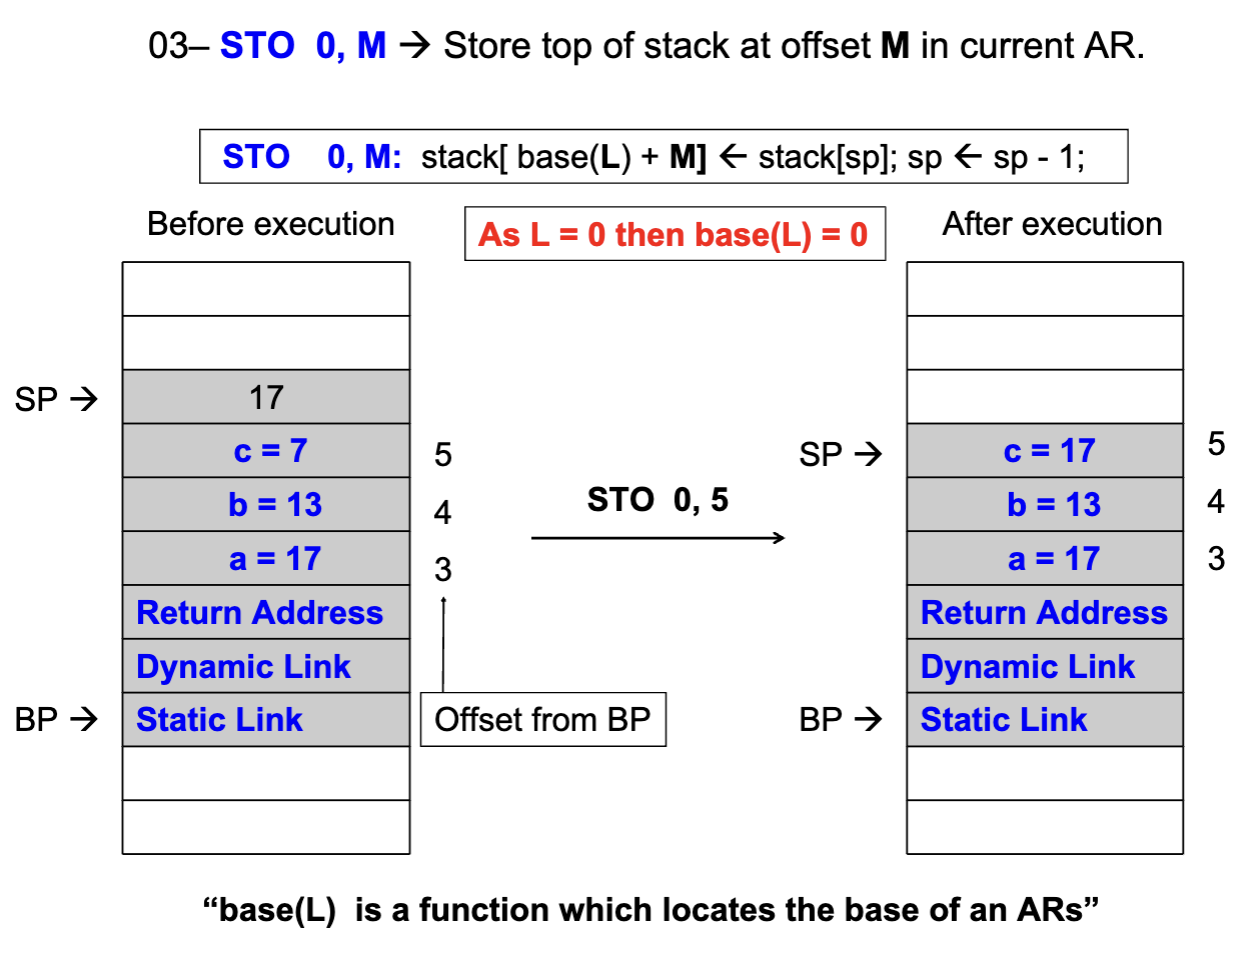 03– STO 0, M → Store top of stack at offset M in current AR.
STO 0, M: stack[ base(L) + M] ← stack[sp]; sp ← sp - 1;
Before execution
As L = 0 then base(L) = 0
After execution
SP →
17
c = 7
5
b = 13
4
a = 17
3
Return Address
Dynamic Link
BP →
Static Link
Offset from BP
STO 0, 5
SP →
c = 17
5
b = 13
4
a = 17
3
Return Address
Dynamic Link
BP →
Static Link
“base(L) is a function which locates the base of an ARs”